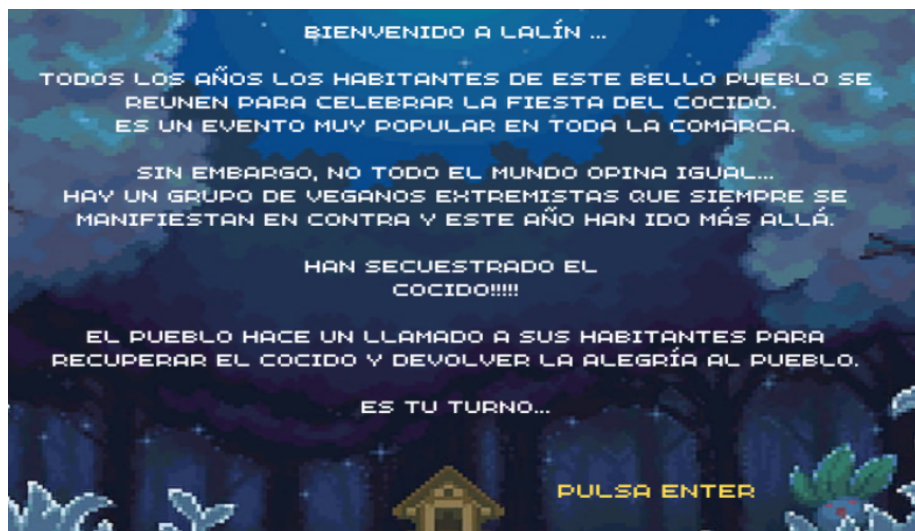 BIENVENIDO A LALÍN ...
TODOS LOS AÑOS LOS HABITANTES DE ESTE BELLO PUEBLO SE
REUNEN PARA CELEBRAR LA FIESTA DEL COCIDO.
ES UN EVENTO MUY POPULAR EN TODA LA COMARCA.
SIN EMBARGO, NO TODO EL MUNDO OPINA IGUAL...
HAY UN GRUPO DE VEGANOS EXTREMISTAS QUE SIEMPRE SE
MANIFIESTAN EN CONTRA Y ESTE AÑO HAN IDO MÁS ALLÁ.
HAN SECUESTRADO EL
COCIDO!!!!!
EL PUEBLO HACE UN LLAMADO A SUS HABITANTES PARA
RECUPERAR EL COCIDO Y DEVOLVER LA ALEGRÍA AL PUEBLO.
ES TU TURNO...
PULSA ENTER